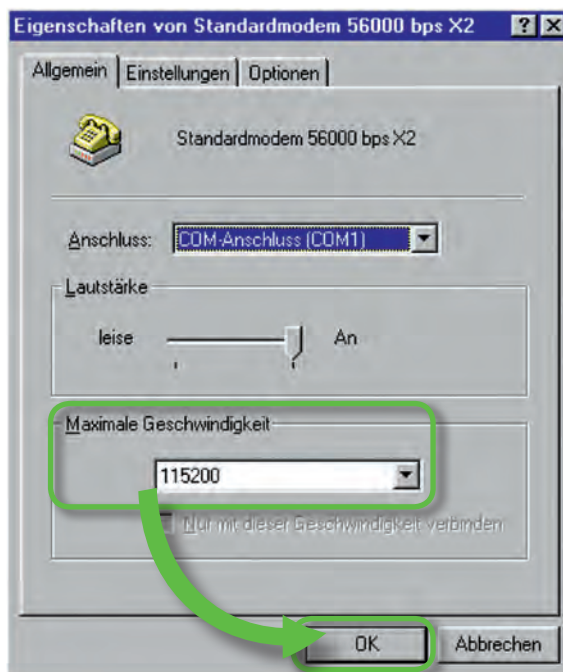 Eigenschaften von Standardmodem 56000 bps X2
Allgemein Einstellungen Optionen
Standardmodem 56000 bps X2
Anschluss: COM-Anschluss (COM1)
Lautstärke
leise An
Maximale Geschwindigkeit
115200
Nur mit dieser Geschwindigkeit verbinden
OK Abbrechen